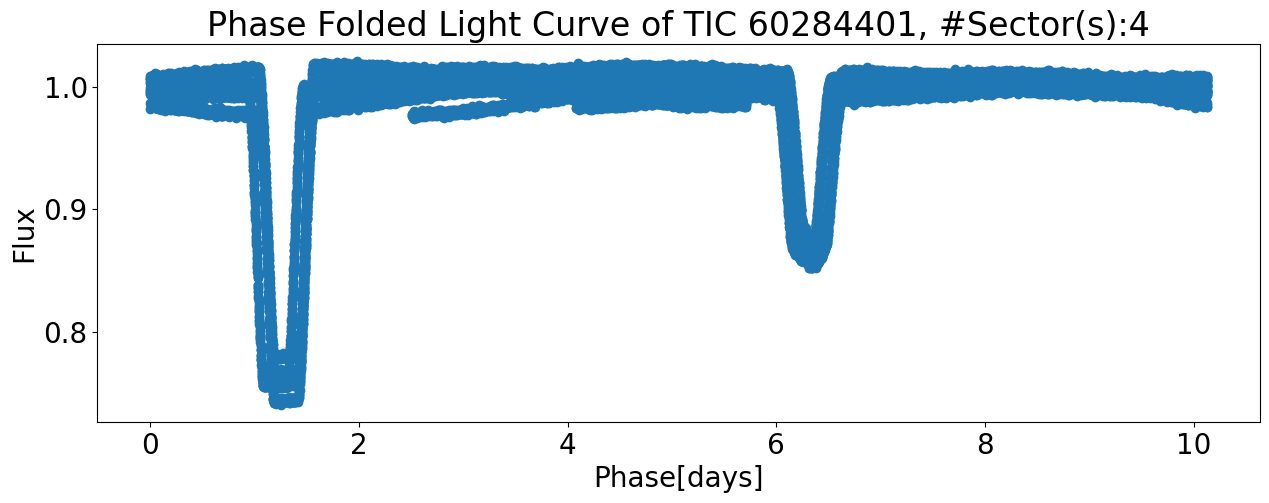 Phase Folded Light Curve of TIC 60284401, #Sector(s):4
1.0
0.9
0.8
Flux
0 2 4 6 8 10
Phase[days]